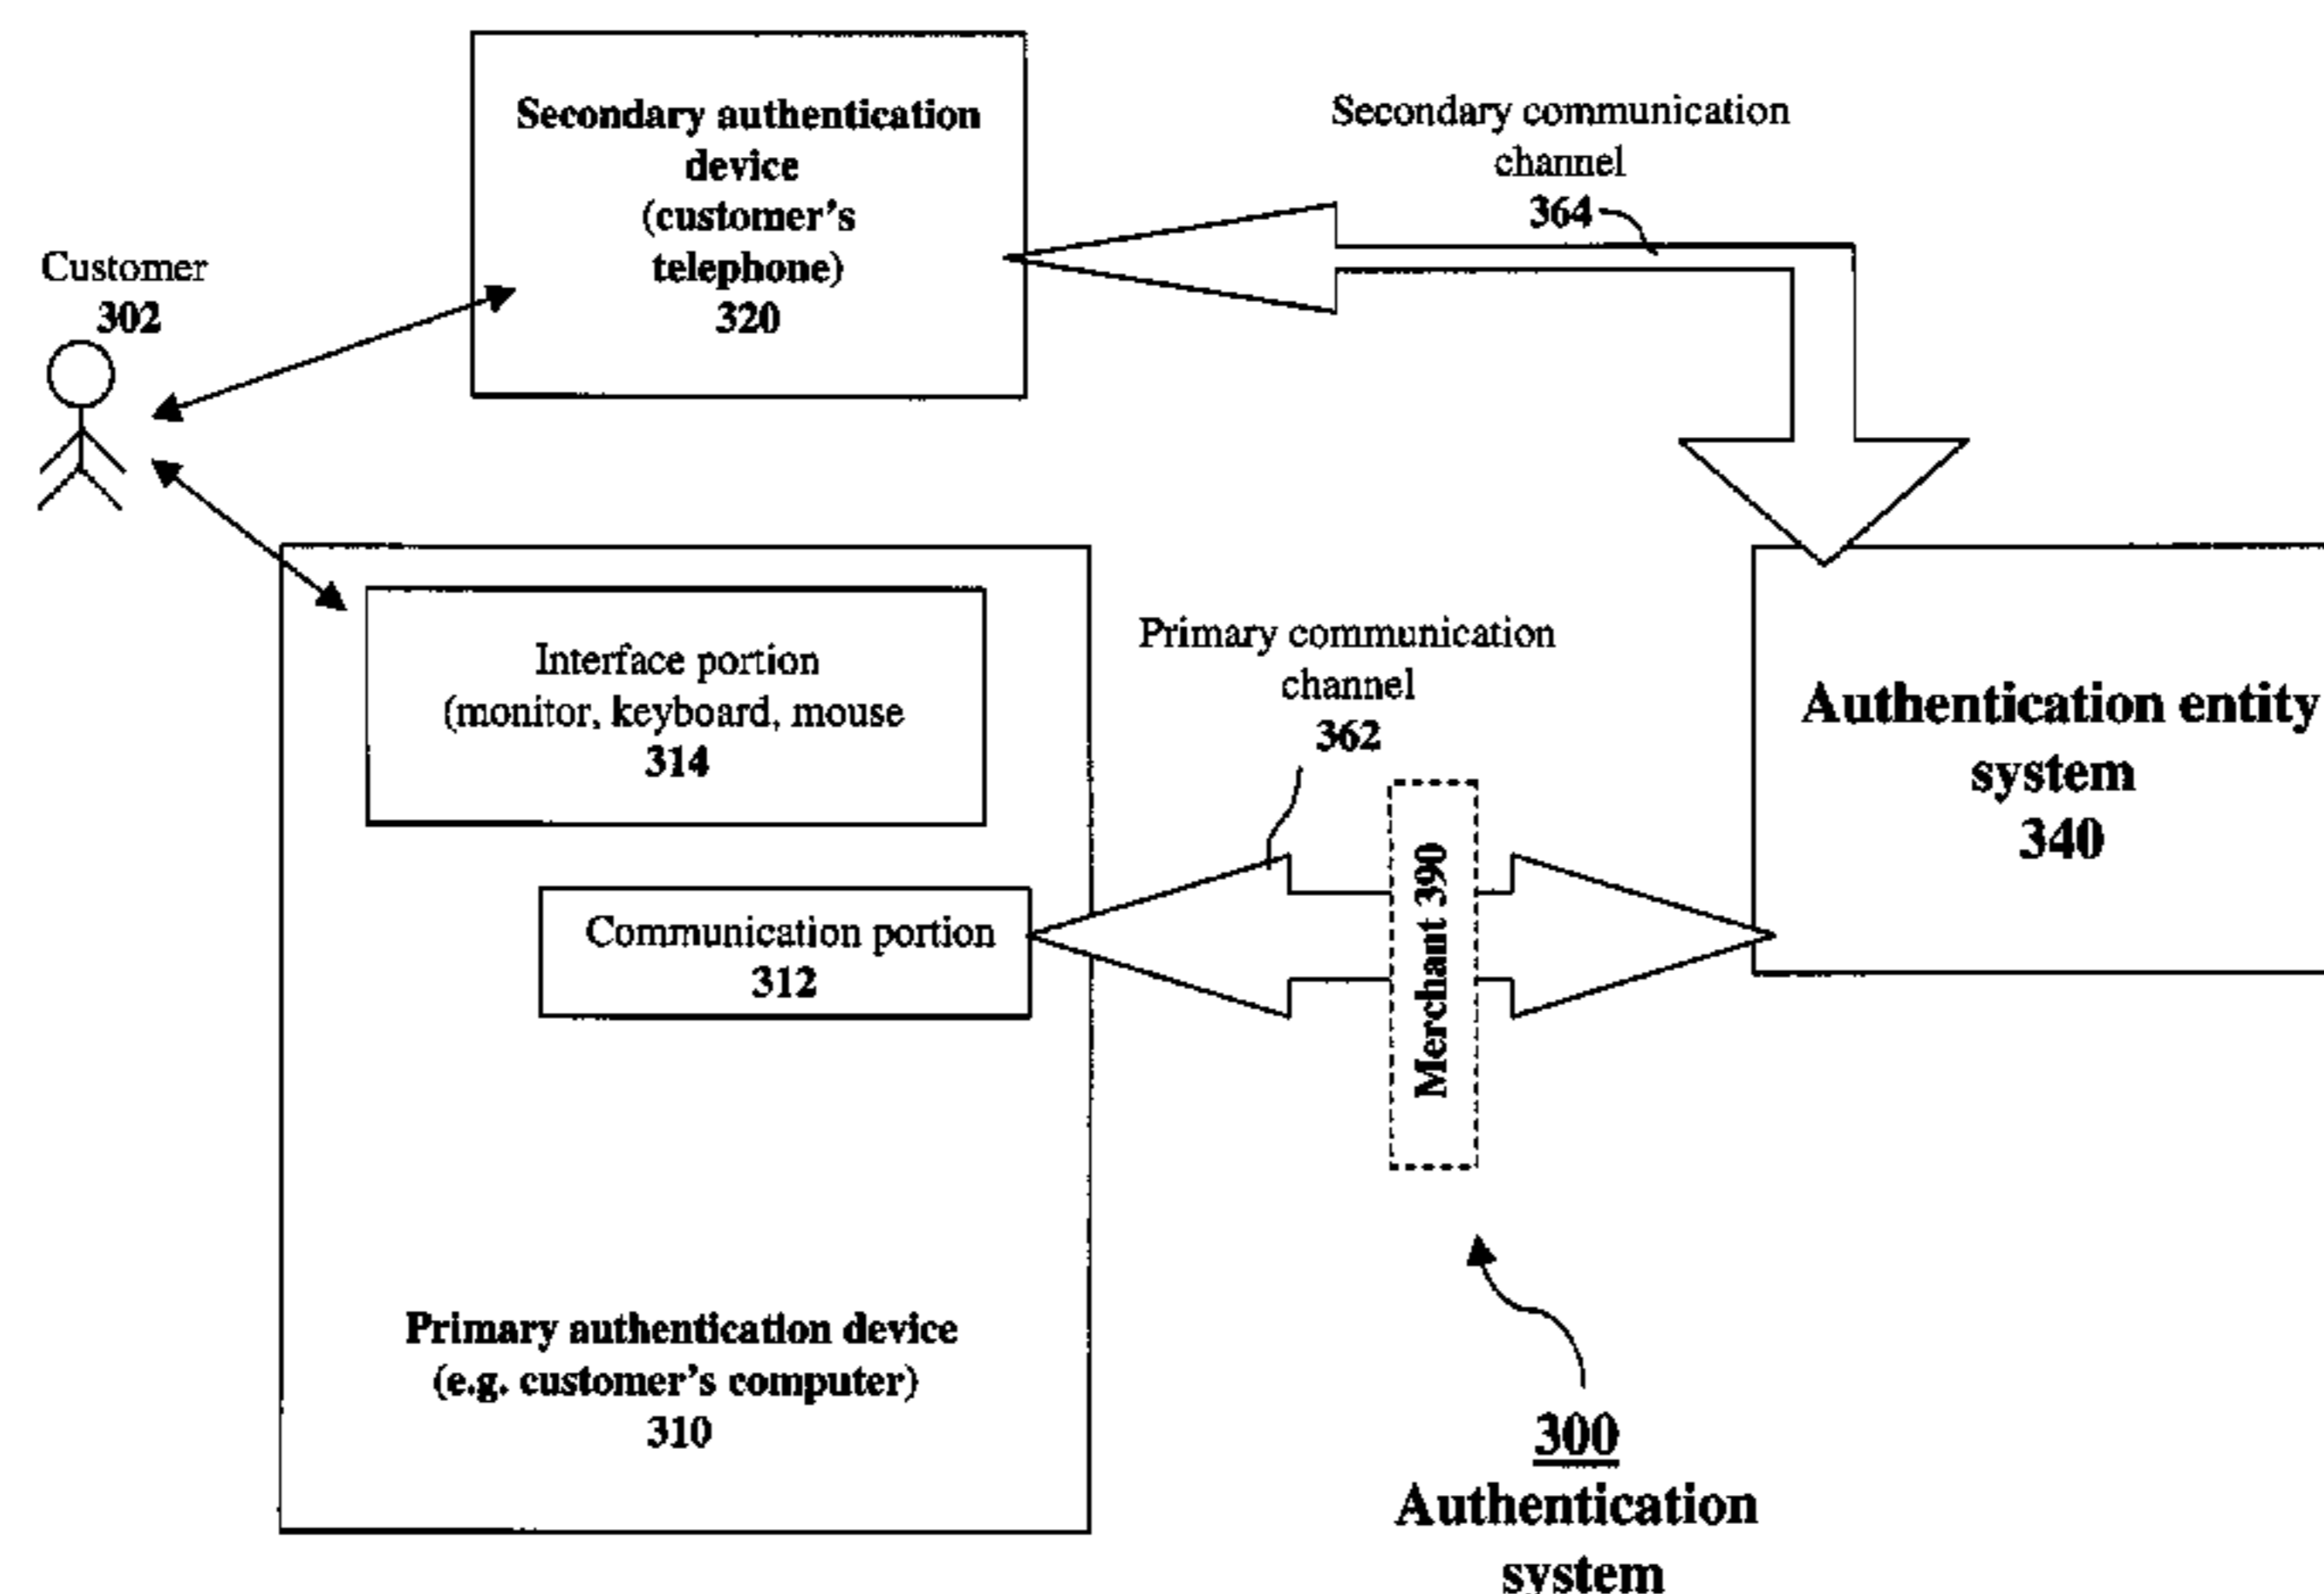 Secondary authentication
device
(customer's
telephone)
320
Secondary communication
channel
364
Customer
302
Interface portion
(monitor, keyboard, mouse
314
Primary communication
channel
362
Authentication entity
system
340
Merchant 390
Communication portion
312
Primary authentication device
(e.g. customer's computer)
310
300
Authentication
system